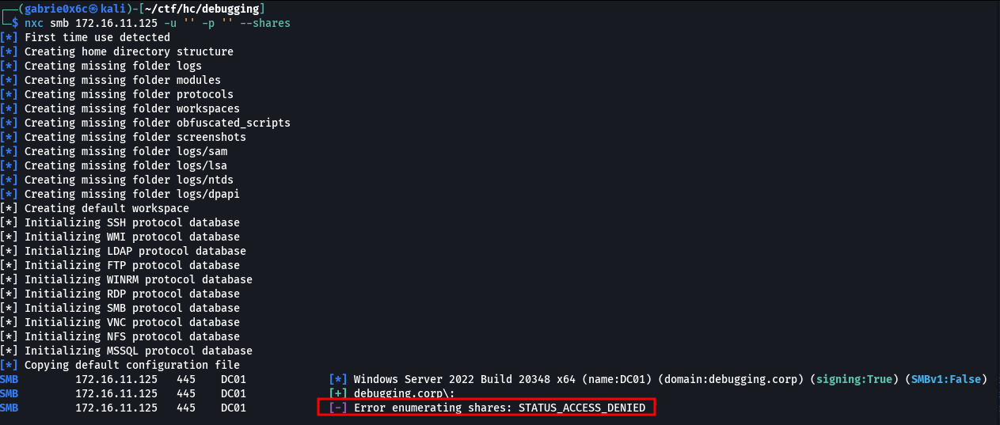 ┌──(gabrie0x6c㉿kali)-[~/ctf/hc/debugging]
└─$ nxc smb 172.16.11.125 -u '' -p '' --shares
[*] First time use detected
[*] Creating home directory structure
[*] Creating missing folder logs
[*] Creating missing folder modules
[*] Creating missing folder protocols
[*] Creating missing folder workspaces
[*] Creating missing folder obfuscated_scripts
[*] Creating missing folder screenshots
[*] Creating missing folder logs/sam
[*] Creating missing folder logs/lsa
[*] Creating missing folder logs/ntds
[*] Creating missing folder logs/dpapi
[*] Creating default workspace
[*] Initializing SSH protocol database
[*] Initializing WMI protocol database
[*] Initializing LDAP protocol database
[*] Initializing FTP protocol database
[*] Initializing WINRM protocol database
[*] Initializing RDP protocol database
[*] Initializing SMB protocol database
[*] Initializing VNC protocol database
[*] Initializing NFS protocol database
[*] Initializing MSSQL protocol database
[*] Copying default configuration file
SMB 172.16.11.125 445 DC01 [*] Windows Server 2022 Build 20348 x64 (name:DC01) (domain:debugging.corp) (signing:True) (SMBv1:False)
SMB 172.16.11.125 445 DC01 [+] debugging.corp\:
SMB 172.16.11.125 445 DC01 [-] Error enumerating shares: STATUS_ACCESS_DENIED